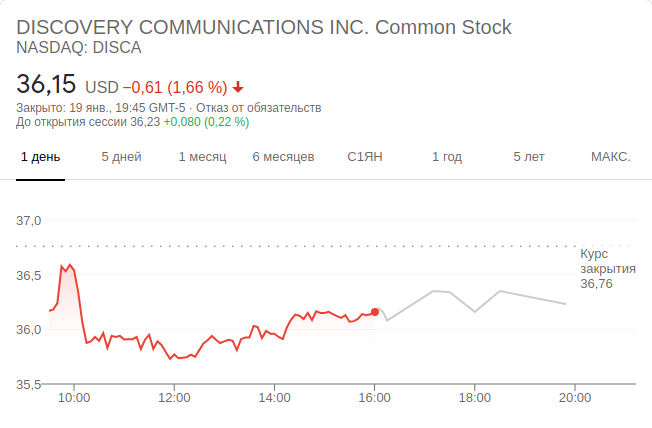 DISCOVERY COMMUNICATIONS INC. Common Stock
NASDAQ: DISCA
36,15 USD −0,61 (1,66 %)
Закрыто: 19 янв., 19:45 GMT-5 · Отказ от обязательств
До открытия сессии 36,23 +0,080 (0,22 %)
1 день 5 дней 1 месяц 6 месяцев С1ЯН 1 год 5 лет МАКС.
37,0
Курс
закрытия
36,76
36,5
36,0
35,5
10:00 12:00 14:00 16:00 18:00 20:00